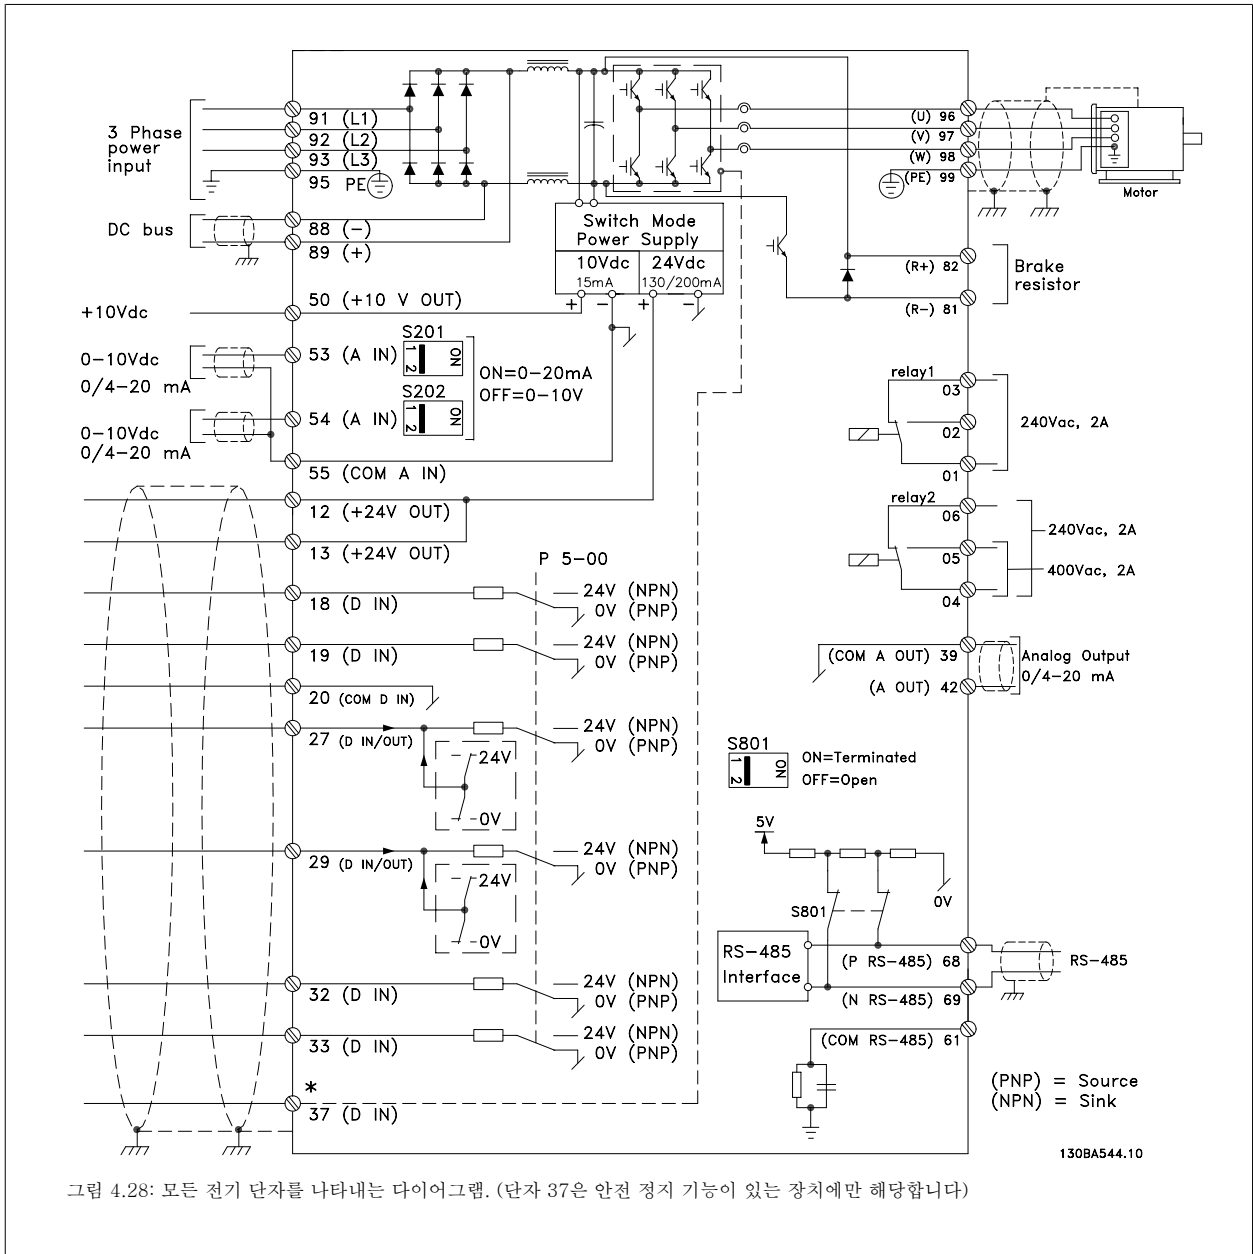 3 Phase
power
input
91 (L1)
92 (L2)
93 (L3)
95 PE
DC bus
88 (-)
89 (+)
+10Vdc
50 (+10 V OUT)
0-10Vdc
0/4-20 mA
53 (A IN)
S201
1
2
ON
S202
1
2
ON
ON=0-20mA
OFF=0-10V
0-10Vdc
0/4-20 mA
54 (A IN)
55 (COM A IN)
12 (+24V OUT)
13 (+24V OUT)
P 5-00
18 (D IN)
24V (NPN)
0V (PNP)
19 (D IN)
24V (NPN)
0V (PNP)
20 (COM D IN)
27 (D IN/OUT)
24V (NPN)
0V (PNP)
24V
0V
29 (D IN/OUT)
24V (NPN)
0V (PNP)
24V
0V
32 (D IN)
24V (NPN)
0V (PNP)
33 (D IN)
24V (NPN)
0V (PNP)
*
37 (D IN)
Switch Mode
Power Supply
10Vdc
15mA
24Vdc
130/200mA
+ - + -
(U) 96
(V) 97
(W) 98
(PE) 99
Motor
(R+) 82
(R-) 81
Brake
resistor
relay1
03
02
01
240Vac, 2A
relay2
06
05
04
240Vac, 2A
400Vac, 2A
(COM A OUT) 39
(A OUT) 42
Analog Output
0/4-20 mA
S801
1
2
ON
ON=Terminated
OFF=Open
5V
0V
S801
RS-485
Interface
(P RS-485) 68
(N RS-485) 69
(COM RS-485) 61
RS-485
(PNP) = Source
(NPN) = Sink
130BA544.10
그림 4.28: 모든 전기 단자를 나타내는 다이어그램. (단자 37은 안전 정지 기능이 있는 장치에만 해당합니다)